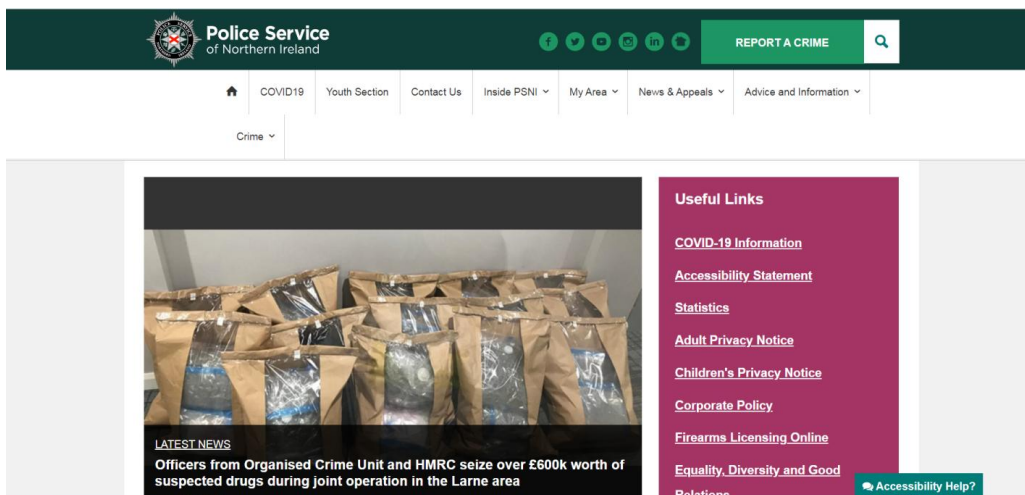 Police Service
of Northern Ireland
REPORT A CRIME
COVID19
Youth Section
Contact Us
Inside PSNI
My Area
News & Appeals
Advice and Information
Crime
LATEST NEWS
Officers from Organised Crime Unit and HMRC seize over £600k worth of
suspected drugs during joint operation in the Larne area
Useful Links
COVID-19 Information
Accessibility Statement
Statistics
Adult Privacy Notice
Children's Privacy Notice
Corporate Policy
Firearms Licensing Online
Equality, Diversity and Good
Relations
Accessibility Help?